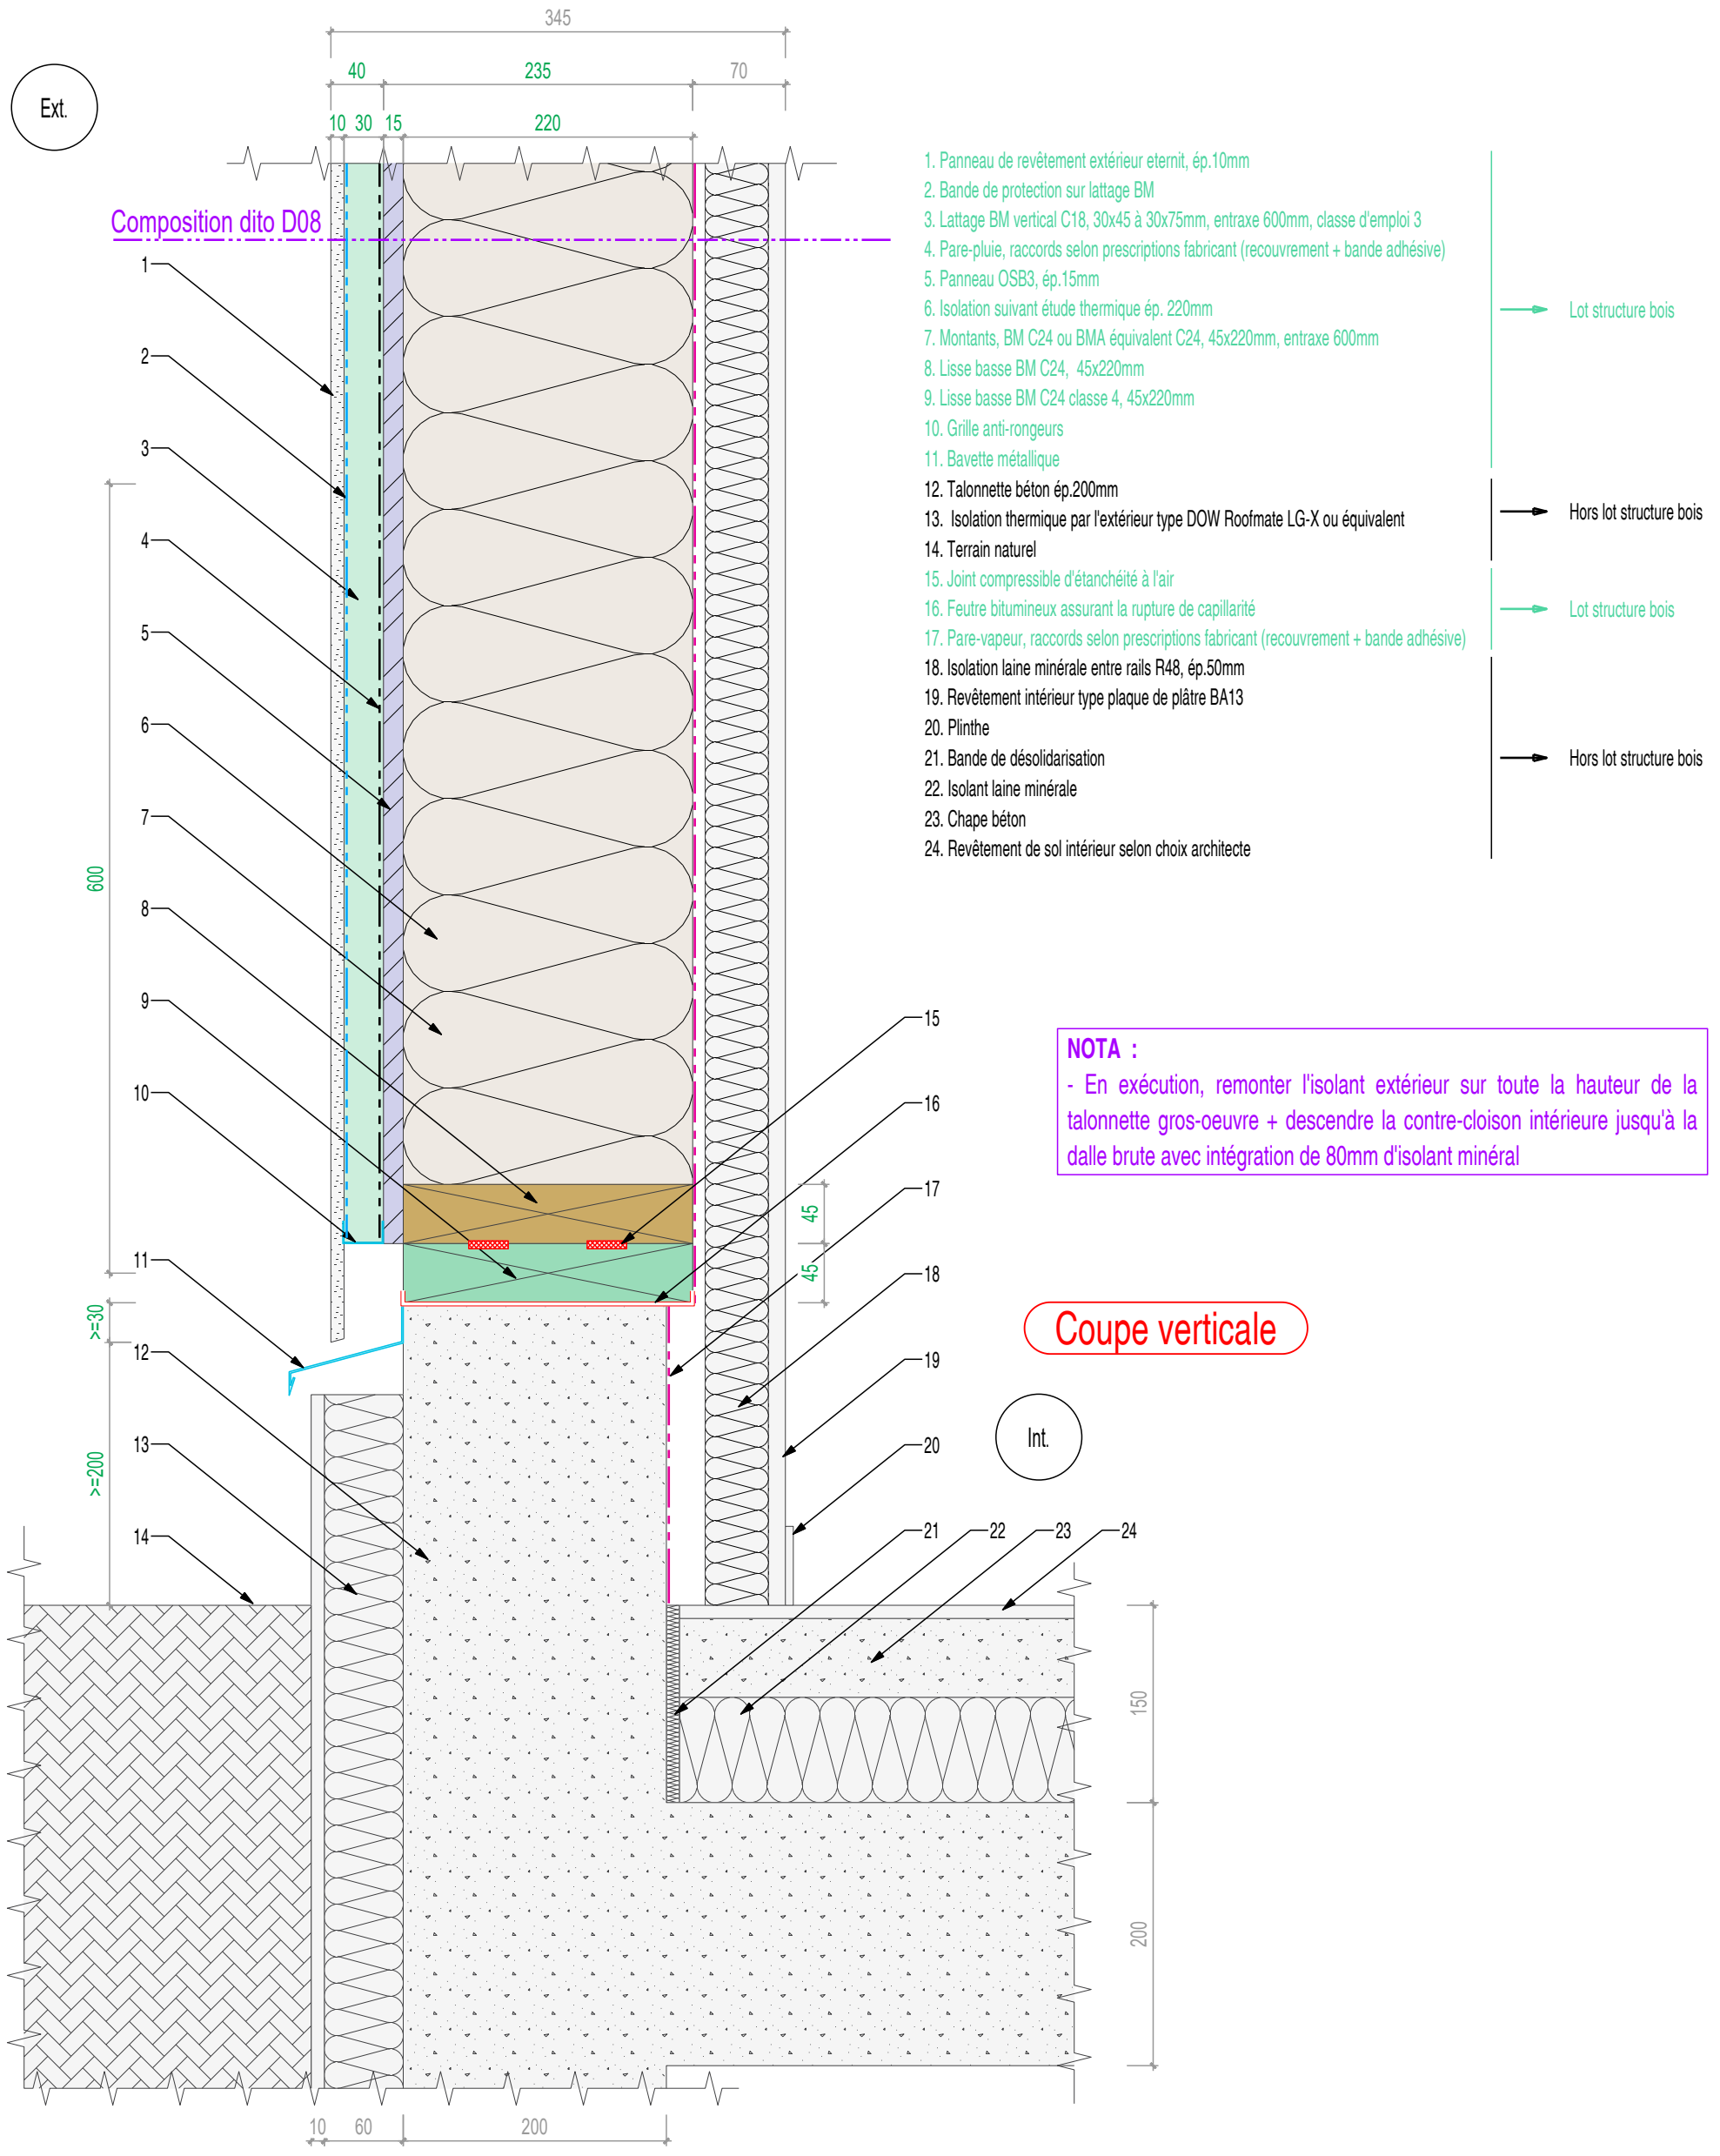 345
40
235
70
Ext.
10
30
15
220
Composition dito D08
1. Panneau de revêtement extérieur eternit, ép.10mm
2. Bande de protection sur lattage BM
3. Lattage BM vertical C18, 30x45 à 30x75mm, entraxe 600mm, classe d'emploi 3
4. Pare-pluie, raccords selon prescriptions fabricant (recouvrement + bande adhésive)
5. Panneau OSB3, ép.15mm
6. Isolation suivant étude thermique ép. 220mm
7. Montants, BM C24 ou BMA équivalent C24, 45x220mm, entraxe 600mm
8. Lisse basse BM C24, 45x220mm
9. Lisse basse BM C24 classe 4, 45x220mm
10. Grille anti-rongeurs
11. Bavette métallique
Lot structure bois
12. Talonnette béton ép.200mm
13. Isolation thermique par l'extérieur type DOW Roofmate LG-X ou équivalent
14. Terrain naturel
Hors lot structure bois
15. Joint compressible d'étanchéité à l'air
16. Feutre bitumineux assurant la rupture de capillarité
17. Pare-vapeur, raccords selon prescriptions fabricant (recouvrement + bande adhésive)
Lot structure bois
18. Isolation laine minérale entre rails R48, ép.50mm
19. Revêtement intérieur type plaque de plâtre BA13
20. Plinthe
21. Bande de désolidarisation
22. Isolant laine minérale
23. Chape béton
24. Revêtement de sol intérieur selon choix architecte
Hors lot structure bois
1
2
3
4
5
6
7
8
9
10
11
12
13
14
600
>=30
>=200
15
16
17
18
19
20
21
22
23
24
45
45
NOTA :
- En exécution, remonter l'isolant extérieur sur toute la hauteur de la
talonnette gros-oeuvre + descendre la contre-cloison intérieure jusqu'à la
dalle brute avec intégration de 80mm d'isolant minéral
Coupe verticale
Int.
150
200
10
60
200